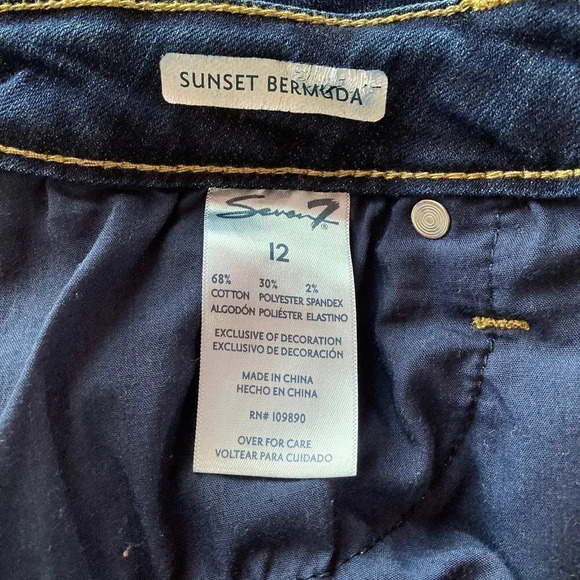 SUNSET BERMUDA
Seven7
12
68% 30% 2%
COTTON POLYESTER SPANDEX
ALGODÓN POLIÉSTER ELASTINO
EXCLUSIVE OF DECORATION
EXCLUSIVO DE DECORACIÓN
MADE IN CHINA
HECHO EN CHINA
RN# 109890
OVER FOR CARE
VOLTEAR PARA CUIDADO